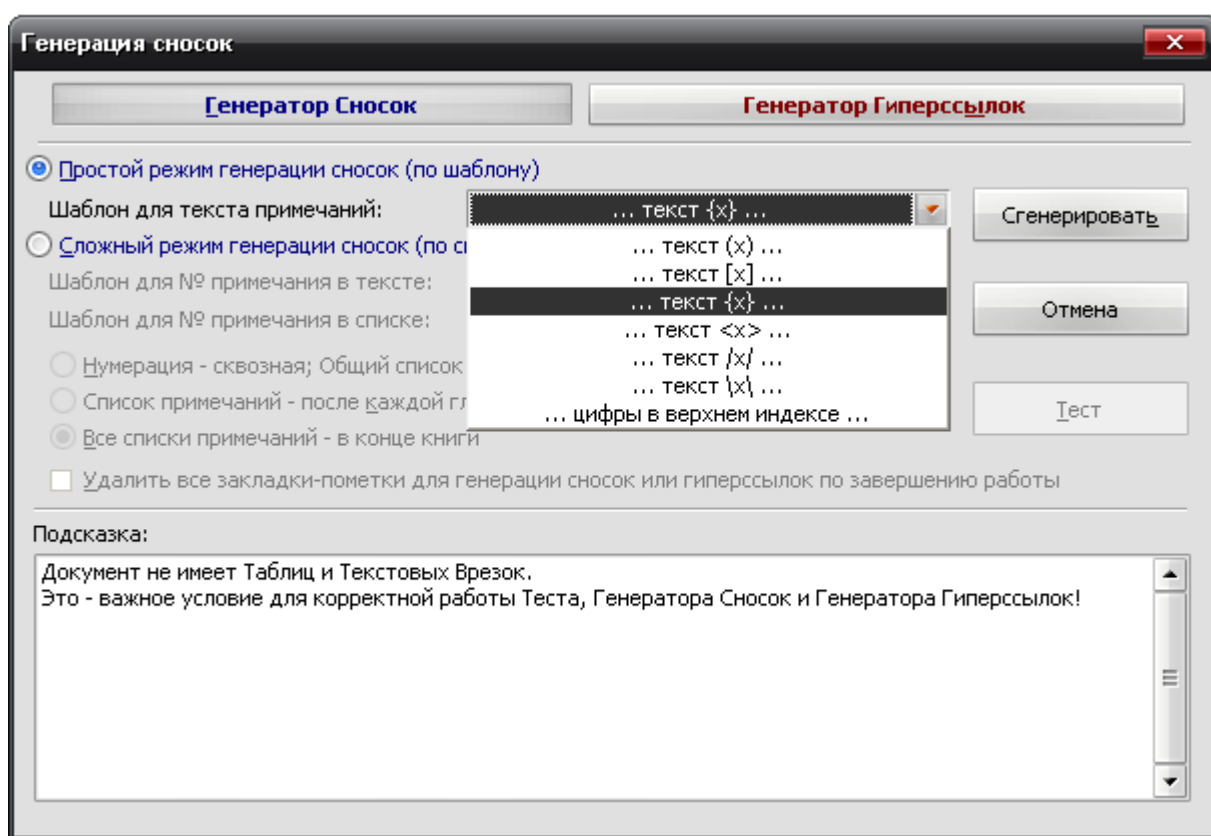 Генерация сносок
Генератор Сносок
Генератор Гиперссылок
Простой режим генерации сносок (по шаблону)
Шаблон для текста примечаний:
... текст {x} ...
Сгенерировать
Сложный режим генерации сносок (по с
... текст (x) ...
... текст [x] ...
... текст {x} ...
... текст <x> ...
... текст /x/ ...
... текст \x\ ...
... цифры в верхнем индексе ...
Шаблон для № примечания в тексте:
Шаблон для № примечания в списке:
Отмена
Нумерация - сквозная; Общий список
Список примечаний - после каждой гл
Тест
Все списки примечаний - в конце книги
Удалить все закладки-пометки для генерации сносок или гиперссылок по завершению работы
Подсказка:
Документ не имеет Таблиц и Текстовых Врезок.
Это - важное условие для корректной работы Теста, Генератора Сносок и Генератора Гиперссылок!